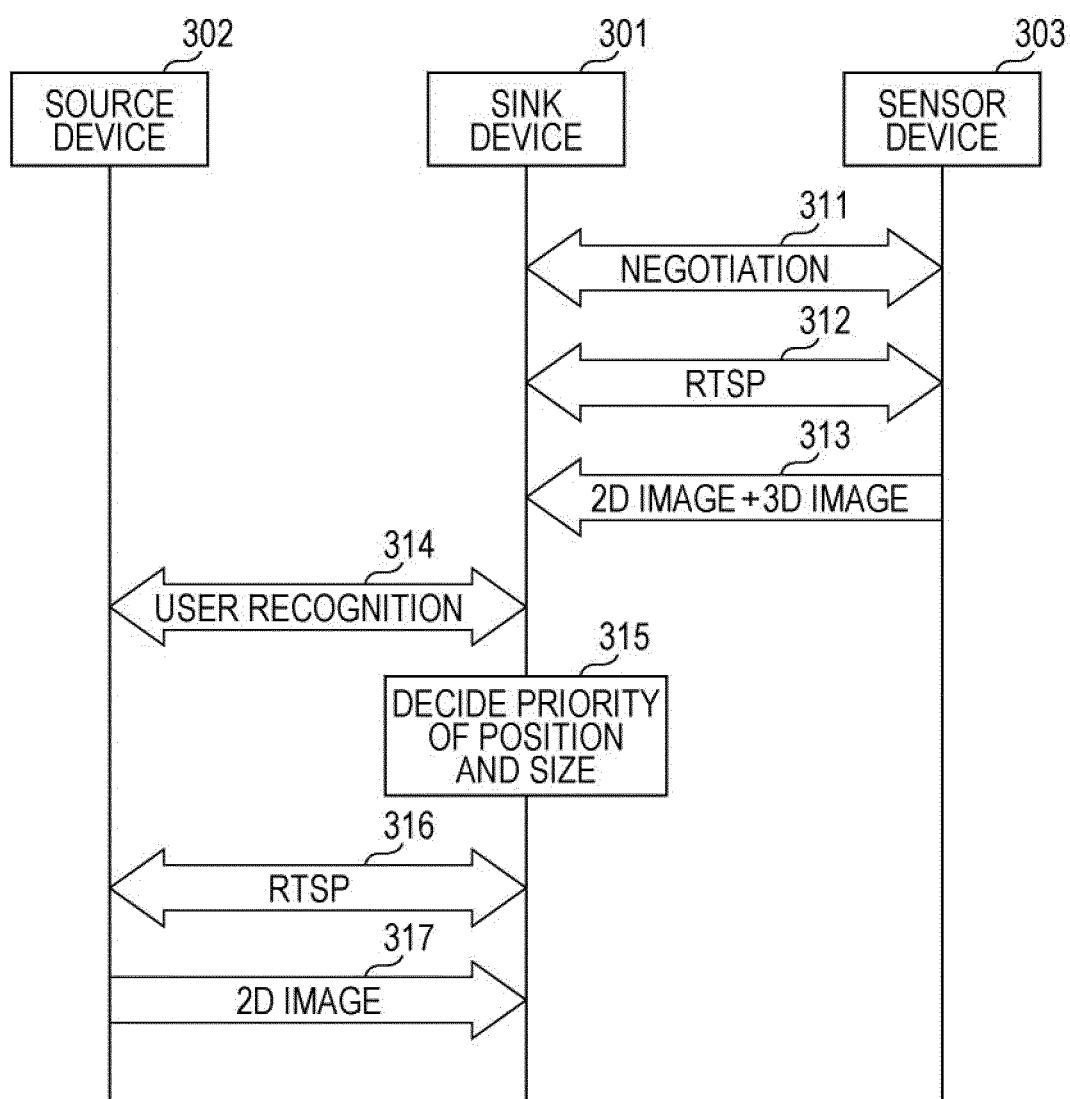 302
301
303
SOURCE
DEVICE
SINK
DEVICE
SENSOR
DEVICE
311
NEGOTIATION
312
RTSP
313
2D IMAGE + 3D IMAGE
314
USER RECOGNITION
315
DECIDE PRIORITY
OF POSITION
AND SIZE
316
RTSP
317
2D IMAGE